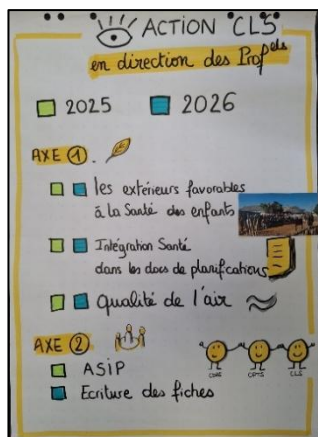 ACTION "CLS"
en direction des Profels
2025 2026
AXE 1.
les extérieurs favorables
à la Santé des enfants
Intégration Santé
dans les docs de planifications
qualité de l'air
AXE 2
ASIP
Ecriture des fiches
CLS